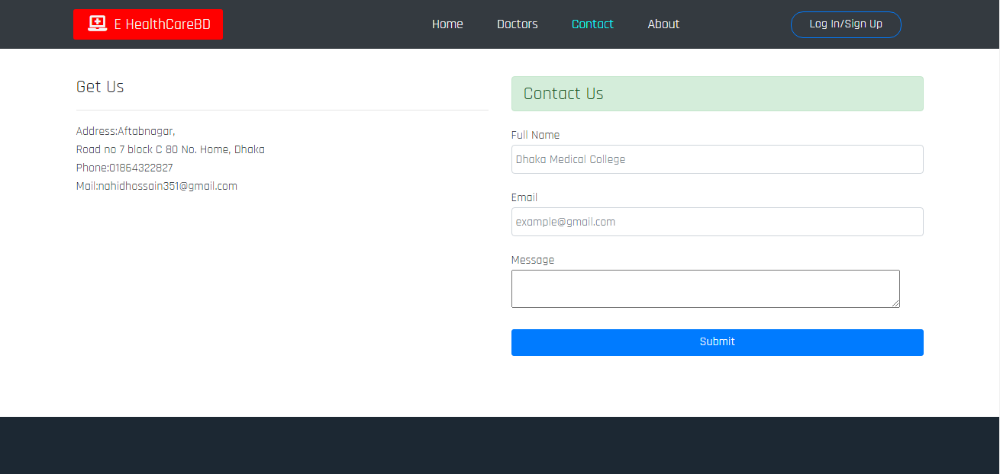 E HealthCareBD
Home
Doctors
Contact
About
Log In/Sign Up
Get Us
Address:Aftabnagar,
Road no 7 block C 80 No. Home, Dhaka
Phone:01864322827
Mail:nahidhossain351@gmail.com
Contact Us
Full Name
Dhaka Medical College
Email
example@gmail.com
Message
Submit